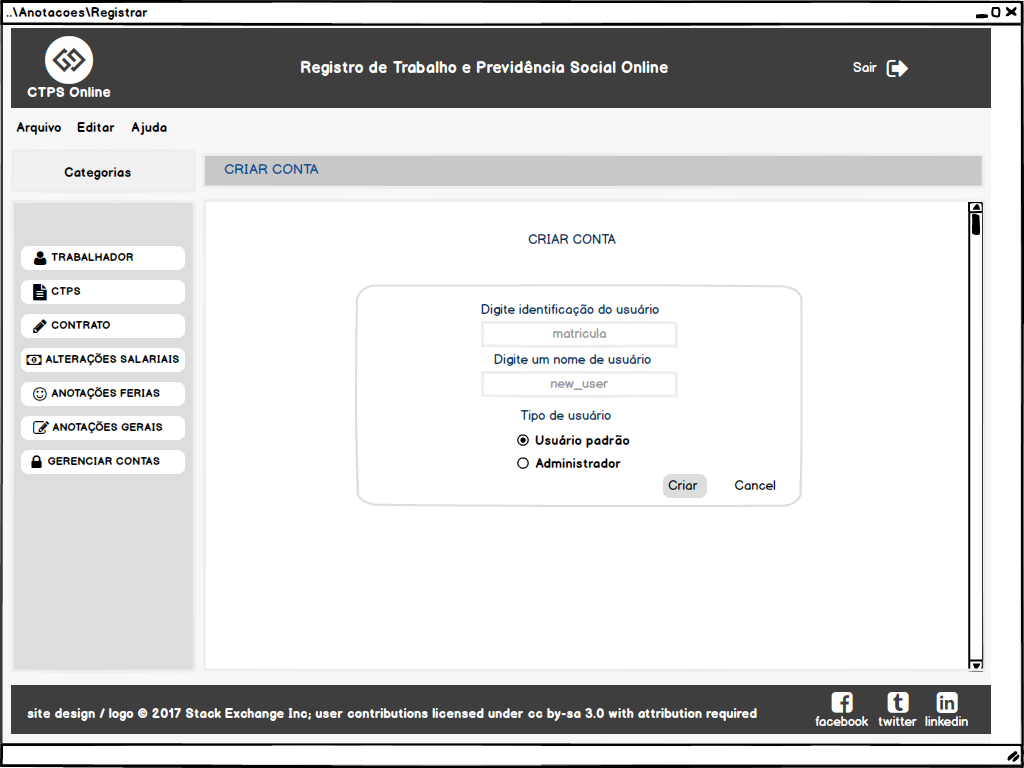 ..\Anotacoes\Registrar
CTPS Online
Registro de Trabalho e Previdência Social Online
Sair
Arquivo Editar Ajuda
Categorias
CRIAR CONTA
TRABALHADOR
CTPS
CONTRATO
ALTERAÇÕES SALARIAIS
ANOTAÇÕES FERIAS
ANOTAÇÕES GERAIS
GERENCIAR CONTAS
CRIAR CONTA
Digite identificação do usuário
matricula
Digite um nome de usuário
new_user
Tipo de usuário
Usuário padrão
Administrador
Criar Cancel
site design / logo © 2017 Stack Exchange Inc; user contributions licensed under cc by-sa 3.0 with attribution required
facebook twitter linkedin